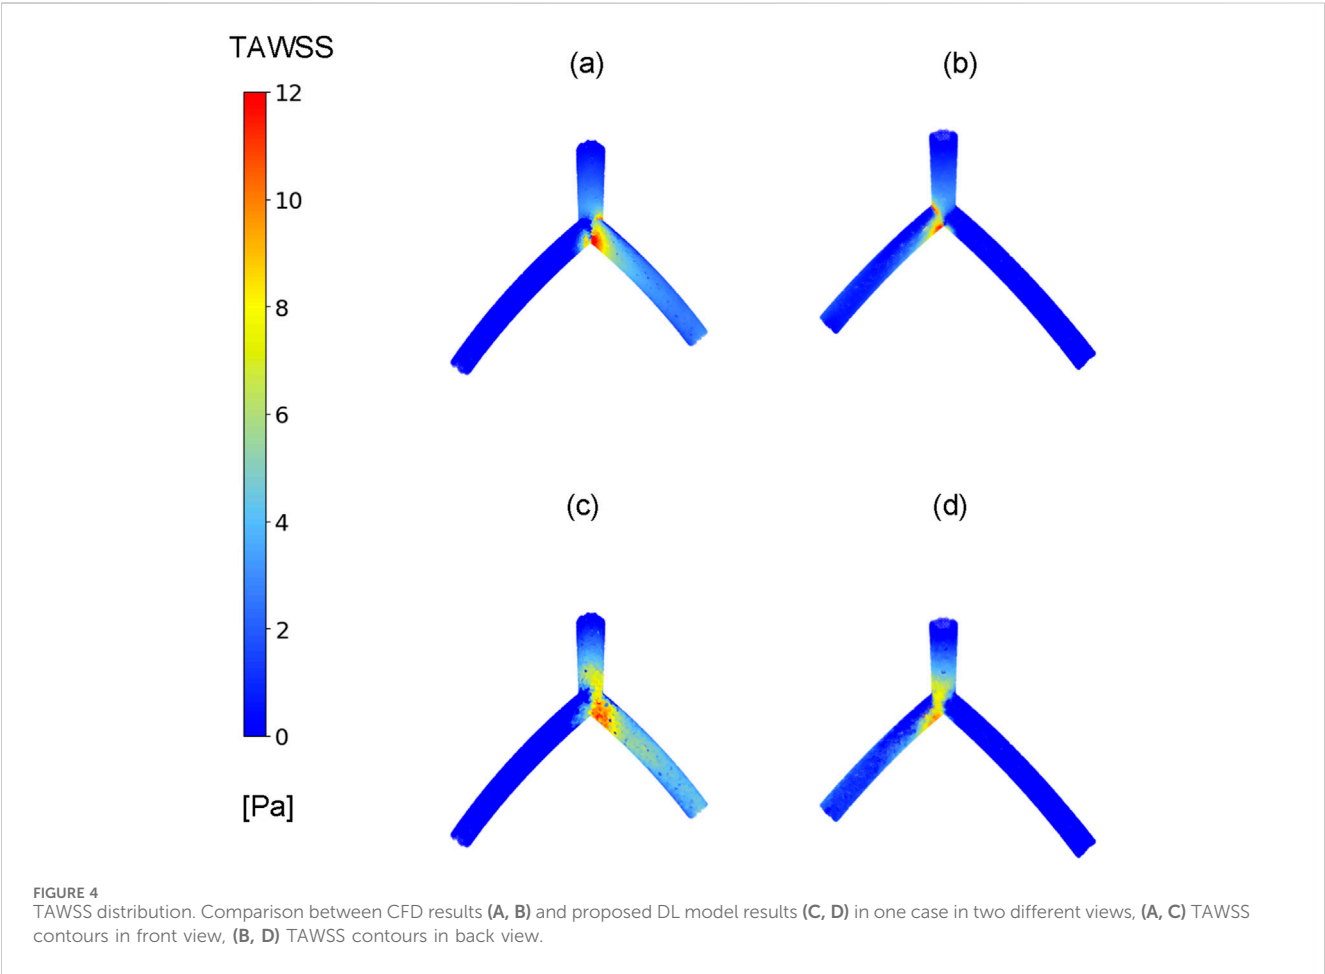 TAWSS
(a)
(b)
12
10
8
6
4
2
0
[Pa]
(c)
(d)
FIGURE 4
TAWSS distribution. Comparison between CFD results (A, B) and proposed DL model results (C, D) in one case in two different views, (A, C) TAWSS
contours in front view, (B, D) TAWSS contours in back view.